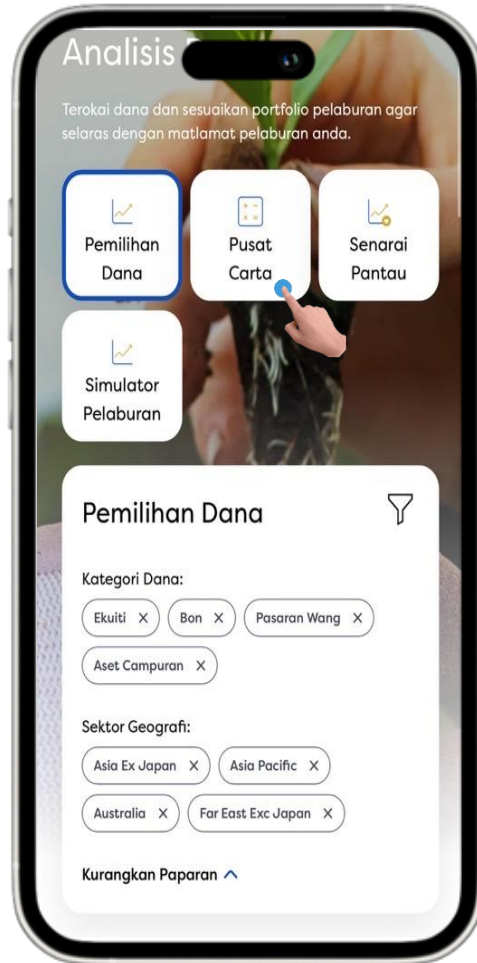 Analisis
Terokai dana dan sesuaikan portfolio pelaburan agar
selaras dengan matlamat pelaburan anda.
Pemilihan
Dana
Pusat
Carta
Senarai
Pantau
Simulator
Pelaburan
Pemilihan Dana
Kategori Dana:
Ekuiti X Bon X Pasaran Wang X
Aset Campuran X
Sektor Geografi:
Asia Ex Japan X Asia Pacific X
Australia X Far East Exc Japan X
Kurangkan Paparan